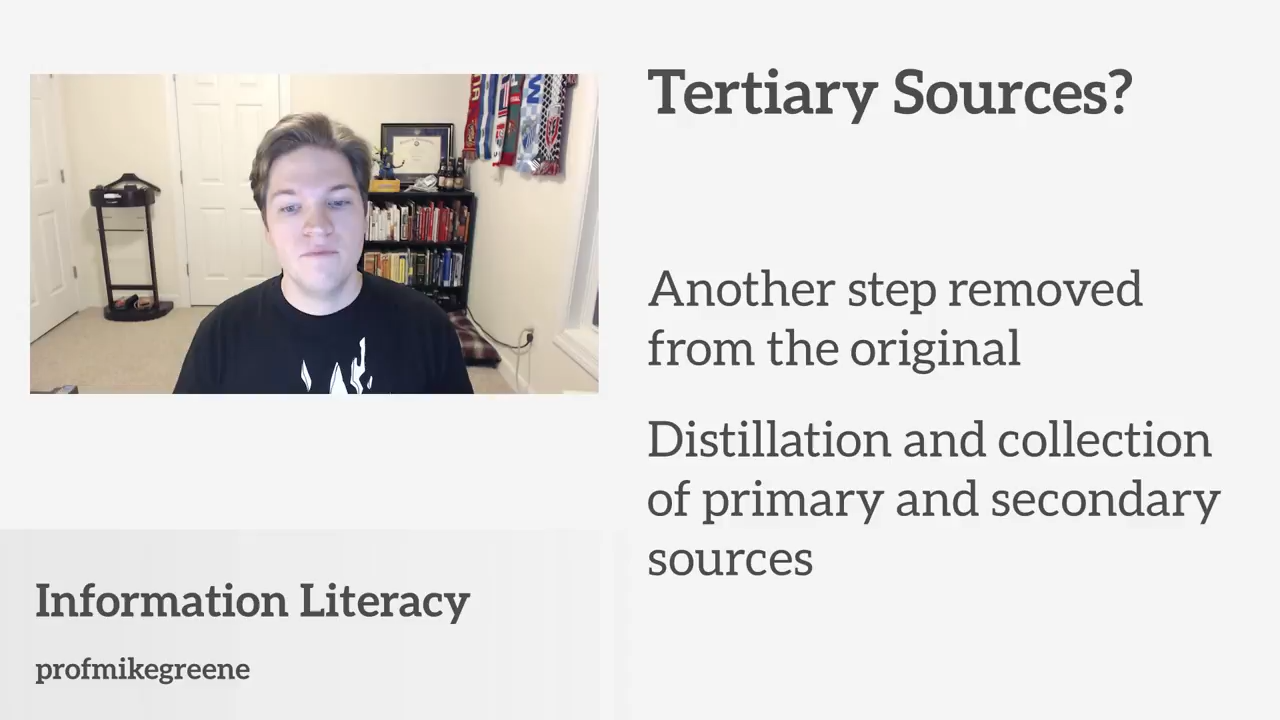 Tertiary Sources?
Another step removed
from the original
Distillation and collection
of primary and secondary
sources
Information Literacy
profmikegreene